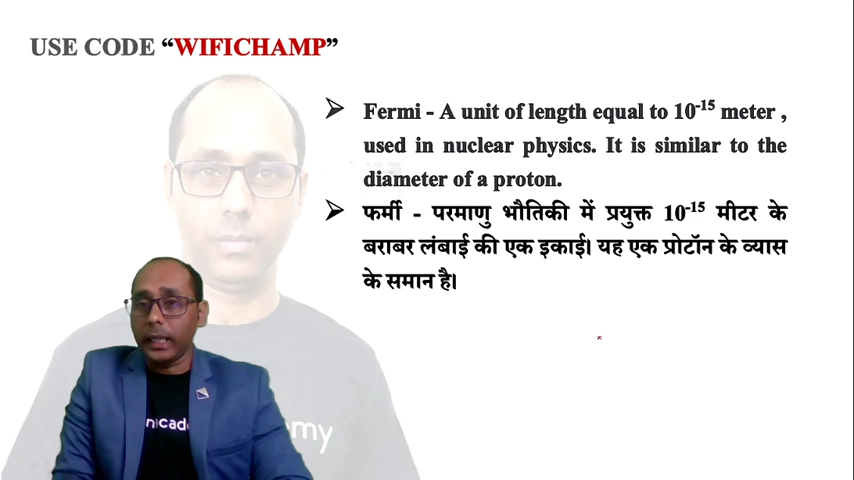 USE CODE “WIFICHAMP”
➢ Fermi - A unit of length equal to 10⁻¹⁵ meter ,
used in nuclear physics. It is similar to the
diameter of a proton.
➢ फर्मी - परमाणु भौतिकी में प्रयुक्त 10⁻¹⁵ मीटर के
बराबर लंबाई की एक इकाई। यह एक प्रोटॉन के व्यास
के समान है।